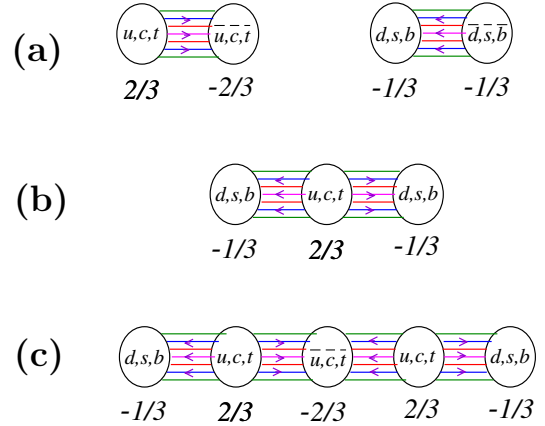 (a) u,c,t u̅,c̅,t̅ d,s,b d̅,s̅,b̅
2/3 -2/3 -1/3 -1/3
(b) d,s,b u,c,t d,s,b
-1/3 2/3 -1/3
(c) d,s,b u,c,t u̅,c̅,t̅ u,c,t d,s,b
-1/3 2/3 -2/3 2/3 -1/3